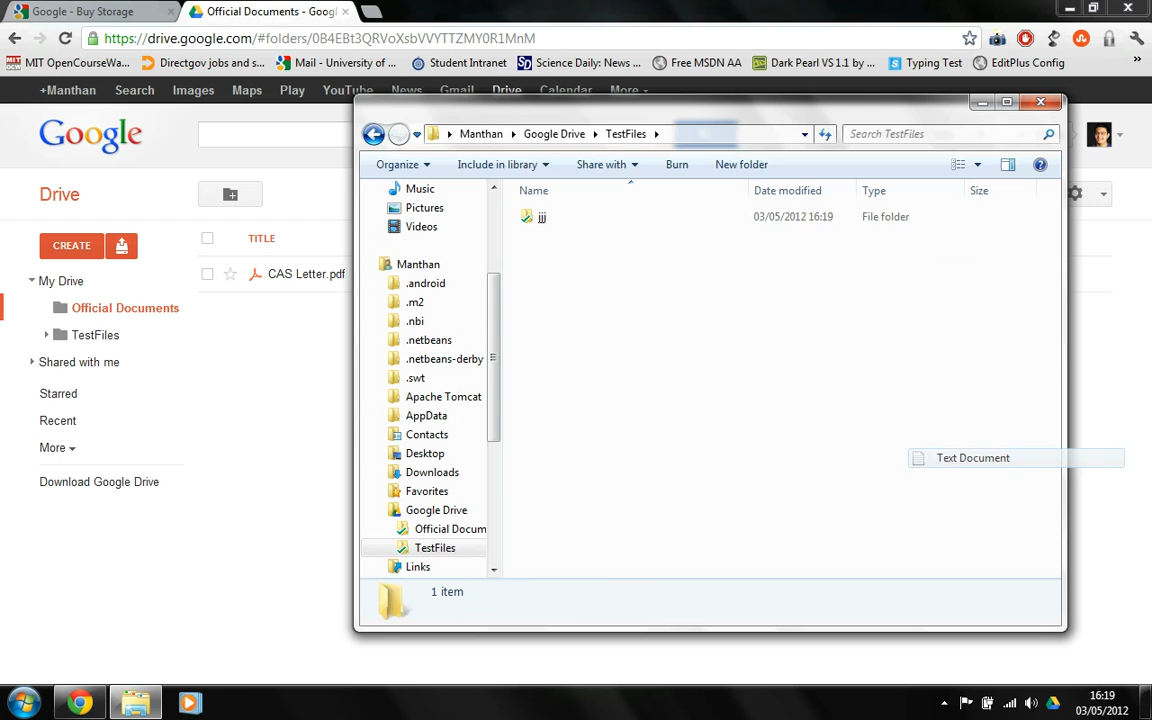 Google - Buy Storage
Official Documents - Googl
https://drive.google.com/#folders/0B4EBt3QRVoXsbVVYTTZMY0R1MnM
MIT OpenCourseWa... Directgov jobs and s... Mail - University of ... Student Intranet Science Daily: News ... Free MSDN AA Dark Pearl VS 1.1 by ... Typing Test EditPlus Config »
+Manthan Search Images Maps Play YouTube News Gmail Drive Calendar More
Google
Manthan Google Drive TestFiles
Search TestFiles
Organize Include in library Share with Burn New folder
Drive
CREATE
TITLE
CAS Letter.pdf
My Drive
Official Documents
TestFiles
Shared with me
Starred
Recent
More
Download Google Drive
Music
Pictures
Videos
Manthan
.android
.m2
.nbi
.netbeans
.netbeans-derby
.swt
Apache Tomcat
AppData
Contacts
Desktop
Downloads
Favorites
Google Drive
Official Docum
TestFiles
Links
Name Date modified Type Size
jjj 03/05/2012 16:19 File folder
Text Document
1 item
16:19
03/05/2012